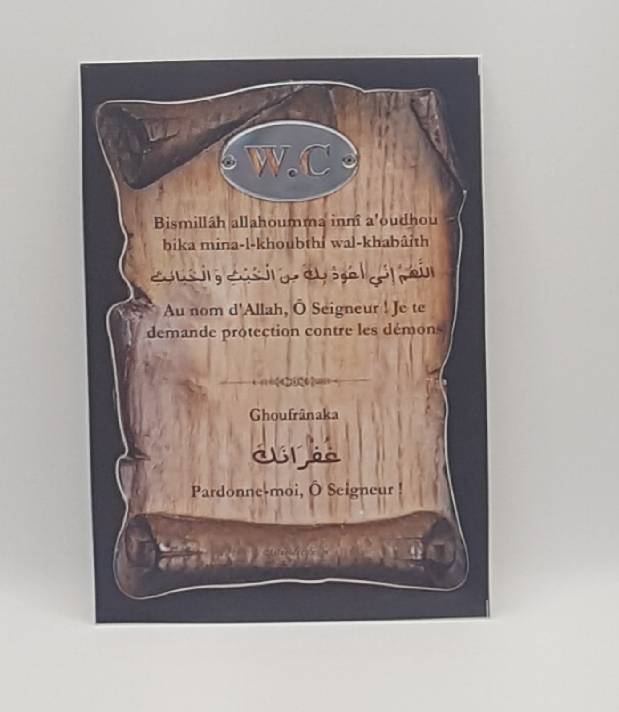 W.C
Bismillâh allahoumma innî a'oudhou
bika mina-l-khoubthi wal-khabâith
اللَّهُمَّ إِنِّي أَعُوذُ بِكَ مِنَ الْخُبْثِ وَ الْخَبَائِثِ
Au nom d'Allah, Ô Seigneur ! Je te
demande protection contre les démons
Ghoufrânaka
غُفْرَانَكَ
Pardonne-moi, Ô Seigneur !